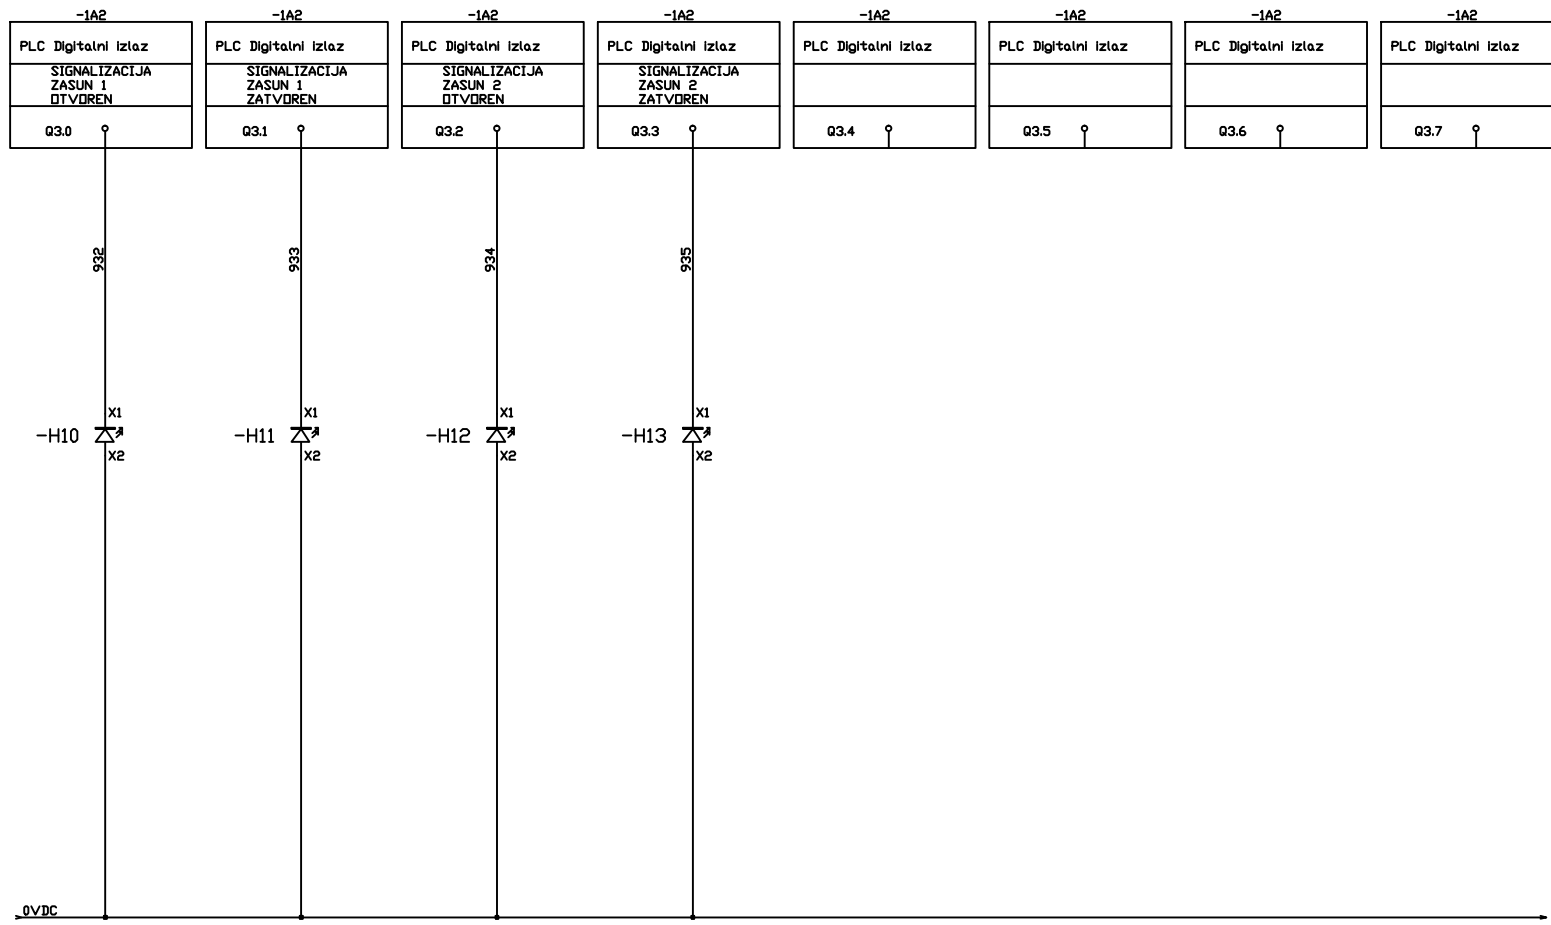 -1A2 -1A2 -1A2 -1A2 -1A2 -1A2 -1A2 -1A2
PLC Digitalni izlaz PLC Digitalni izlaz PLC Digitalni izlaz PLC Digitalni izlaz PLC Digitalni izlaz PLC Digitalni izlaz PLC Digitalni izlaz PLC Digitalni izlaz
SIGNALIZACIJA SIGNALIZACIJA SIGNALIZACIJA SIGNALIZACIJA
ZASUN 1 ZASUN 1 ZASUN 2 ZASUN 2
OTVOREN ZATVOREN OTVOREN ZATVOREN
Q3.0 Q3.1 Q3.2 Q3.3 Q3.4 Q3.5 Q3.6 Q3.7
932 933 934 935
X1 X1 X1 X1
-H10 -H11 -H12 -H13
X2 X2 X2 X2
0VDC